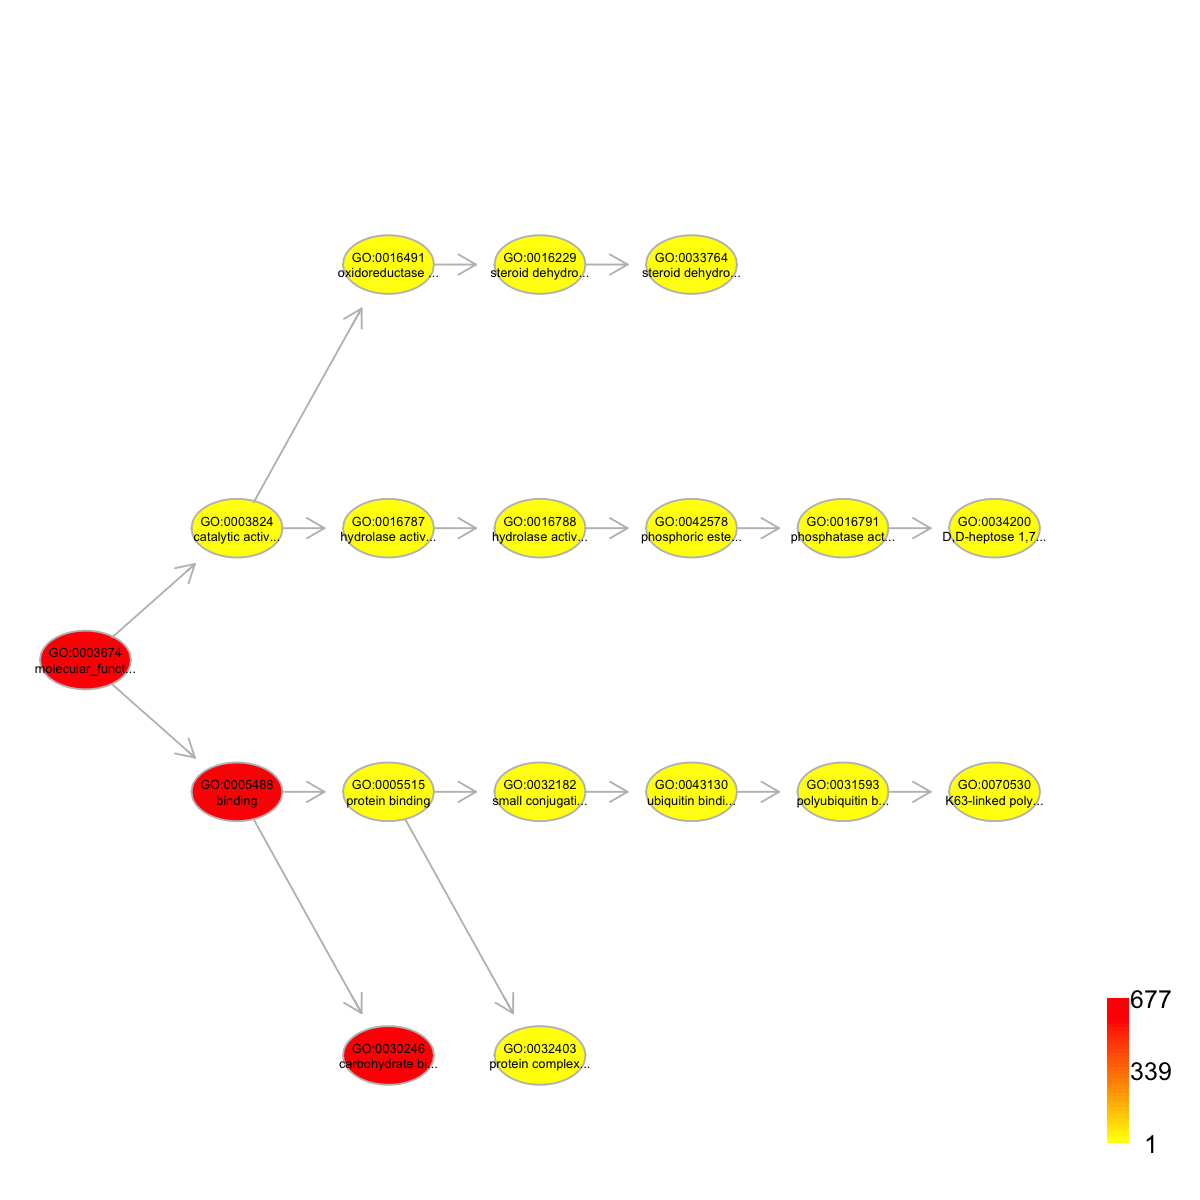 GO:0016491
oxidoreductase ...
GO:0016229
steroid dehydro...
GO:0033764
steroid dehydro...
GO:0003824
catalytic activ...
GO:0016787
hydrolase activ...
GO:0016788
hydrolase activ...
GO:0042578
phosphoric este...
GO:0016791
phosphatase act...
GO:0034200
D,D-heptose 1,7...
GO:0003674
molecular_funct...
GO:0005488
binding
GO:0005515
protein binding
GO:0032182
small conjugati...
GO:0043130
ubiquitin bindi...
GO:0031593
polyubiquitin b...
GO:0070530
K63-linked poly...
GO:0030246
carbohydrate bi...
GO:0032403
protein complex...
677
339
1